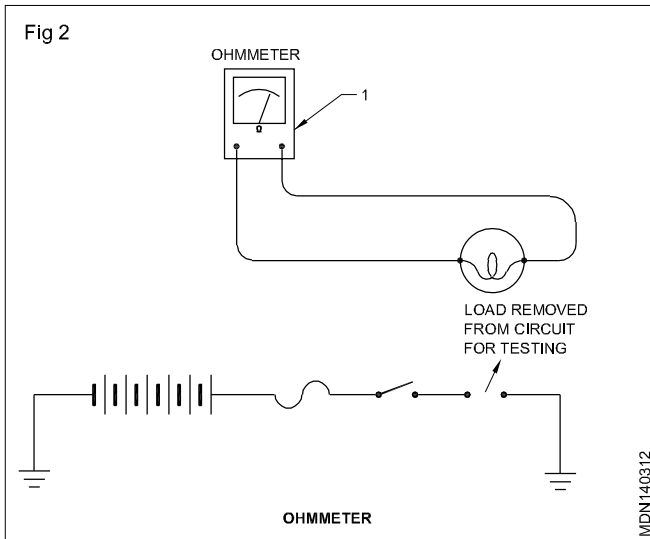 Fig 2
OHMMETER
1
Ω
LOAD REMOVED
FROM CIRCUIT
FOR TESTING
OHMMETER
MDN140312